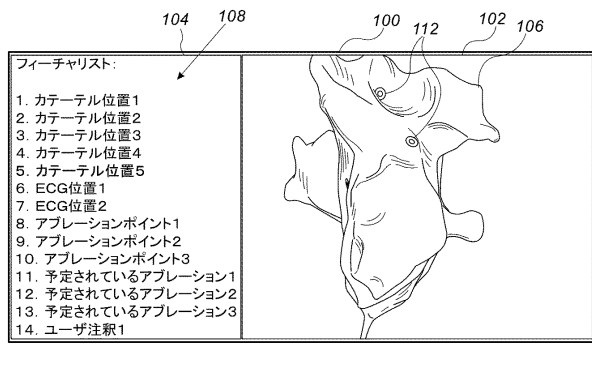 104
108
100
112
102
106
フィーチャリスト:
1. カテーテル位置1
2. カテーテル位置2
3. カテーテル位置3
4. カテーテル位置4
5. カテーテル位置5
6. ECG位置1
7. ECG位置2
8. アブレーションポイント1
9. アブレーションポイント2
10. アブレーションポイント3
11. 予定されているアブレーション1
12. 予定されているアブレーション2
13. 予定されているアブレーション3
14. ユーザ注釈1